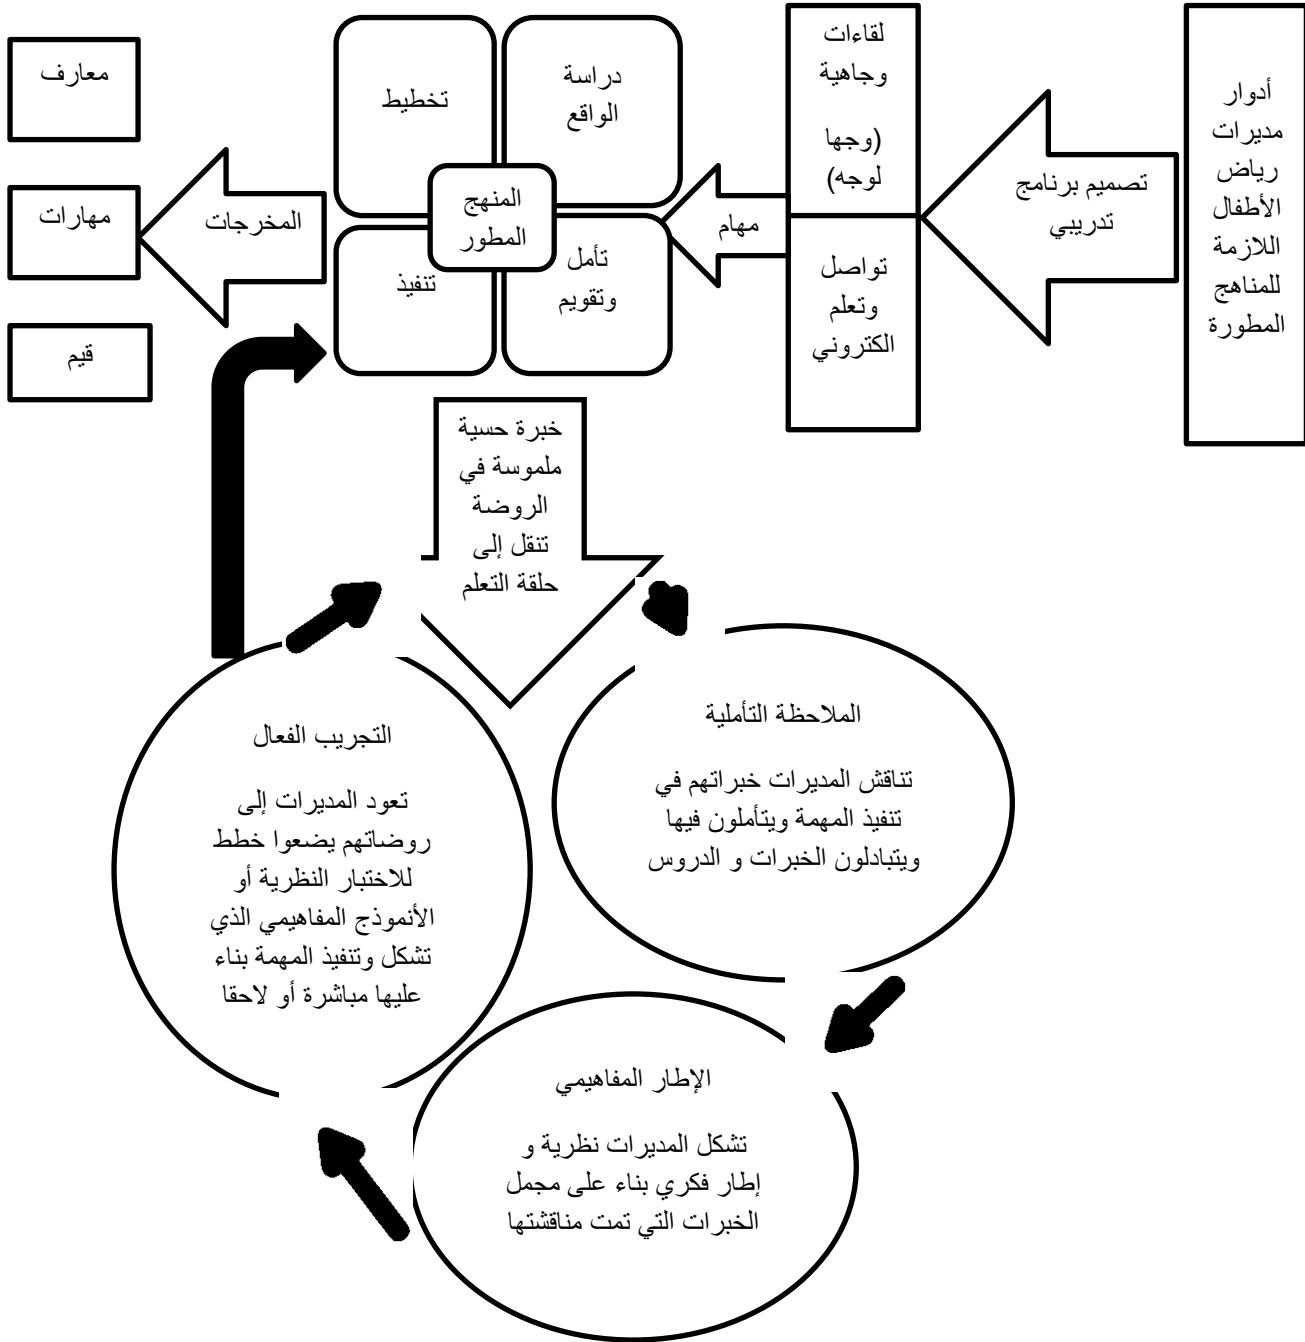 أدوار
مديرات
رياض
الأطفال
اللازمة
للمناهج
المطورة
تصميم برنامج
تدريبي
لقاءات
وجاهية
(وجها
لوجه)
تواصل
وتعلم
الكتروني
مهام
دراسة
الواقع
تخطيط
المنهج
المطور
تأمل
وتقويم
تنفيذ
المخرجات
معارف
مهارات
قيم
خبرة حسية
ملموسة في
الروضة
تنقل إلى
حلقة التعلم
الملاحظة التأملية
تناقش المديرات خبراتهم في
تنفيذ المهمة ويتأملون فيها
ويتبادلون الخبرات و الدروس
الإطار المفاهيمي
تشكل المديرات نظرية و
إطار فكري بناء على مجمل
الخبرات التي تمت مناقشتها
التجريب الفعال
تعود المديرات إلى
روضاتهم يضعوا خطط
للاختبار النظرية أو
الأنموذج المفاهيمي الذي
تشكل وتنفيذ المهمة بناء
عليها مباشرة أو لاحقا